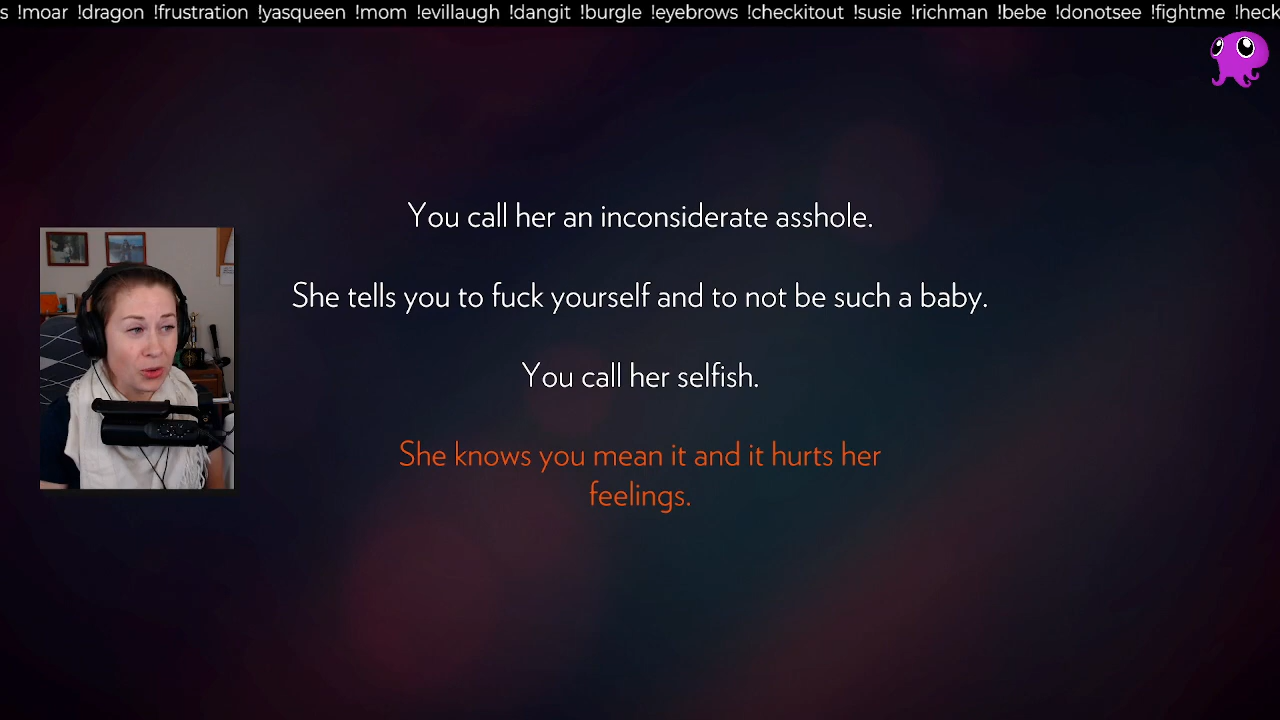 s !moar !dragon !frustration !yasqueen !mom !evillaugh !dangit !burgle !eyebrows !checkitout !susie !richman !bebe !donotsee !fightme !heck
You call her an inconsiderate asshole.
She tells you to fuck yourself and to not be such a baby.
You call her selfish.
She knows you mean it and it hurts her
feelings.